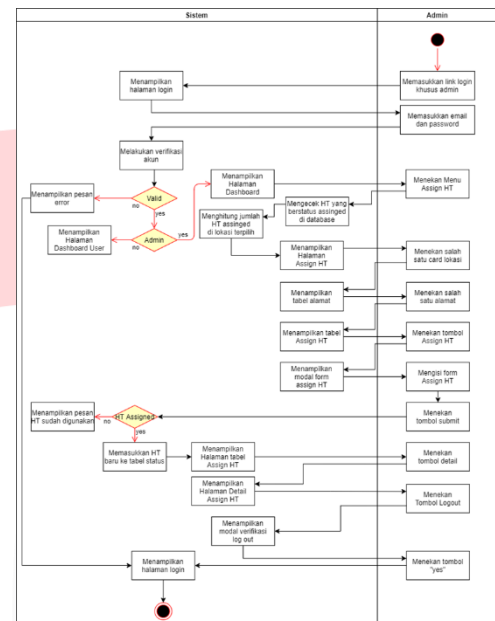 Sistem
Admin
Memasukkan link login
khusus admin
Menampilkan
halaman login
Memasukkan email
dan password
Melakukan verifikasi
akun
Menampilkan
Halaman
Dashboard
Menekan Menu
Assign HT
Menampilkan pesan
error
no
Valid
yes
Mengecek HT yang
berstatus assinged
di database
Menghitung jumlah
HT assinged
di lokasi terpilih
Menampilkan
Halaman
Dashboard User
no
Admin
yes
Menampilkan
Halaman
Assign HT
Menekan salah
satu card lokasi
Menampilkan
tabel alamat
Menekan salah
satu alamat
Menampilkan tabel
Assign HT
Menekan tombol
Assign HT
Menampilkan
modal form
assign HT
Mengisi form
Assign HT
Menampilkan pesan
HT sudah digunakan
no
HT Assigned
yes
Menekan
tombol submit
Memasukkan HT
baru ke tabel status
Menampilkan
Halaman tabel
Assign HT
Menekan
tombol detail
Menampilkan
Halaman Detail
Assign HT
Menekan
Tombol Logout
Menampilkan
modal verifikasi
log out
Menampilkan
halaman login
Menekan tombol
"yes"